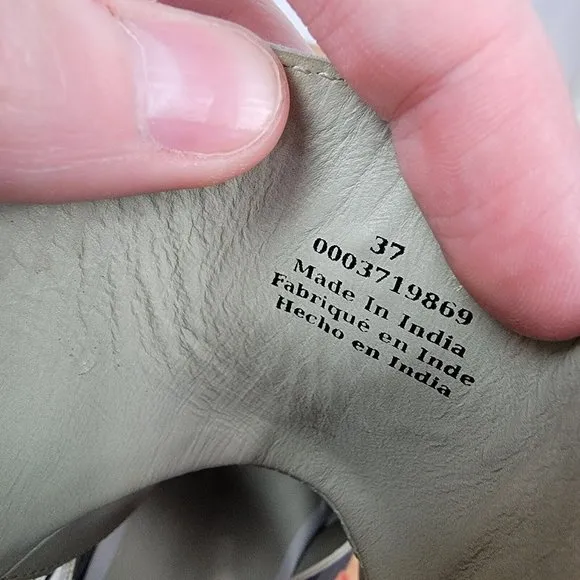 37
0003719869
Made In India
Fabriqué en Inde
Hecho en India